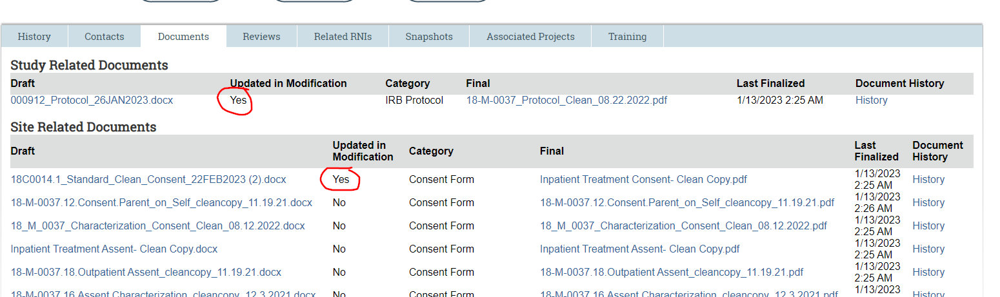 History Contacts Documents Reviews Related RNIs Snapshots Associated Projects Training
Study Related Documents
Draft Updated in Modification Category Final Last Finalized Document History
000912_Protocol_26JAN2023.docx Yes IRB Protocol 18-M-0037_Protocol_Clean_08.22.2022.pdf 1/13/2023 2:25 AM History
Site Related Documents
Draft Updated in Modification Category Final Last Finalized Document History
18C0014.1_Standard_Clean_Consent_22FEB2023 (2).docx Yes Consent Form Inpatient Treatment Consent- Clean Copy.pdf 1/13/2023 2:25 AM History
18-M-0037.12.Consent.Parent_on_Self_cleancopy_11.19.21.docx No Consent Form 18-M-0037.12.Consent.Parent_on_Self_cleancopy_11.19.21.pdf 1/13/2023 2:26 AM History
18_M_0037_Characterization_Consent_Clean_08.12.2022.docx No Consent Form 18_M_0037_Characterization_Consent_Clean_08.12.2022.pdf 1/13/2023 2:25 AM History
Inpatient Treatment Assent- Clean Copy.docx No Consent Form Inpatient Treatment Assent- Clean Copy.pdf 1/13/2023 2:25 AM History
18-M-0037.18.Outpatient Assent_cleancopy_11.19.21.docx No Consent Form 18-M-0037.18.Outpatient Assent_cleancopy_11.19.21.pdf 1/13/2023 2:25 AM History
18-M-0037.16.Assent.Characterization_cleancopy_12.3.2021.docx No Consent Form 18-M-0037.16.Assent.Characterization_cleancopy_12.3.2021.pdf 1/13/2023 History